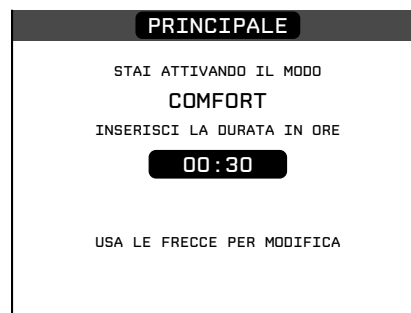 PRINCIPALE
STAI ATTIVANDO IL MODO
COMFORT
INSERISCI LA DURATA IN ORE
00:30
USA LE FRECCE PER MODIFICA